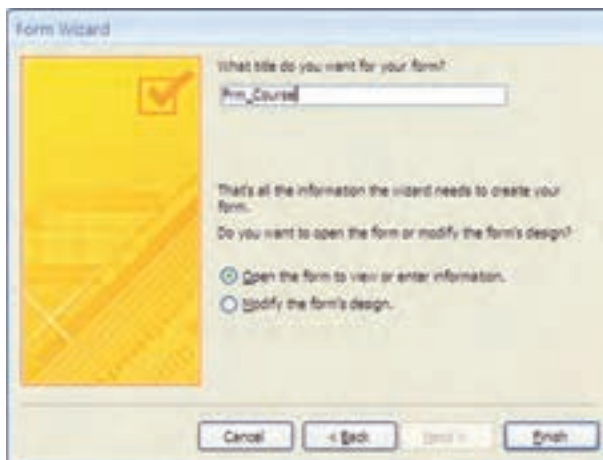 Form Wizard
What title do you want for your form?
Prm_Course
That's all the information the wizard needs to create your
form.
Do you want to open the form or modify the form's design?
Open the form to view or enter information.
Modify the form's design.
Cancel
< Back
Next >
Finish